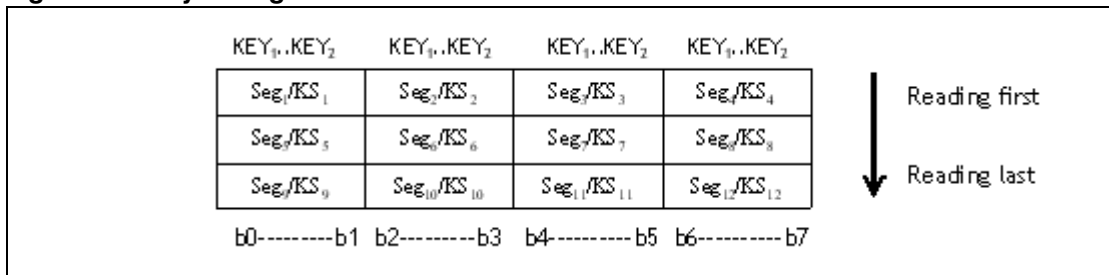 KEY₁..KEY₂ KEY₁..KEY₂ KEY₁..KEY₂ KEY₁..KEY₂
Seg₁/KS₁ Seg₂/KS₂ Seg₃/KS₃ Seg₄/KS₄
Reading first
Seg₅/KS₅ Seg₆/KS₆ Seg₇/KS₇ Seg₈/KS₈
Seg₉/KS₉ Seg₁₀/KS₁₀ Seg₁₁/KS₁₁ Seg₁₂/KS₁₂
Reading last
b0---------b1 b2---------b3 b4----------b5 b6----------b7